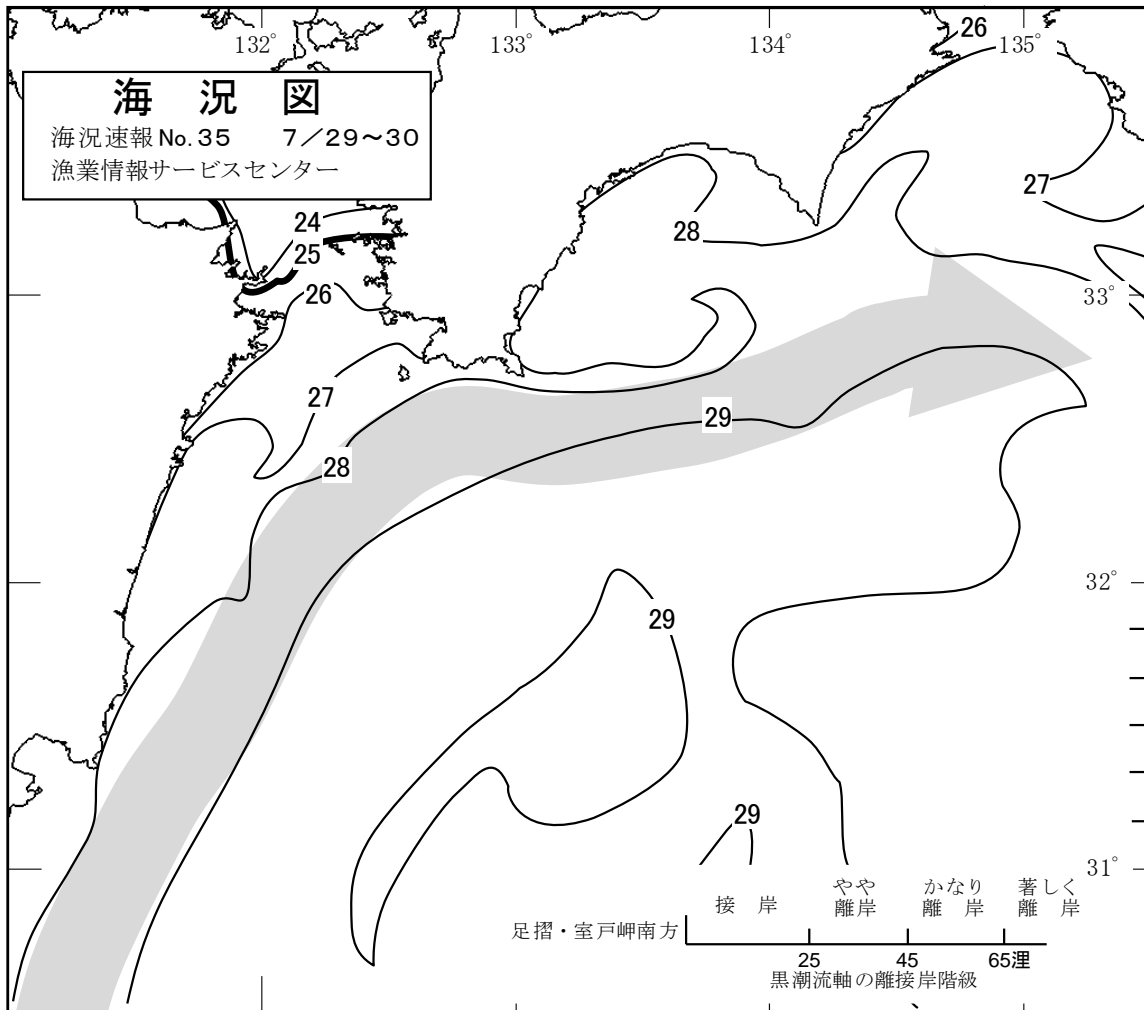 132° 133° 134° 135°
26
海 況 図
海況速報 No. 35 7/29~30
漁業情報サービスセンター
27
24
28
25
26
33°
27
29
28
32°
29
29
31°
接 岸 やや離岸 かなり離 岸 著しく離 岸
足摺・室戸岬南方
25 45 65浬
黒潮流軸の離接岸階級